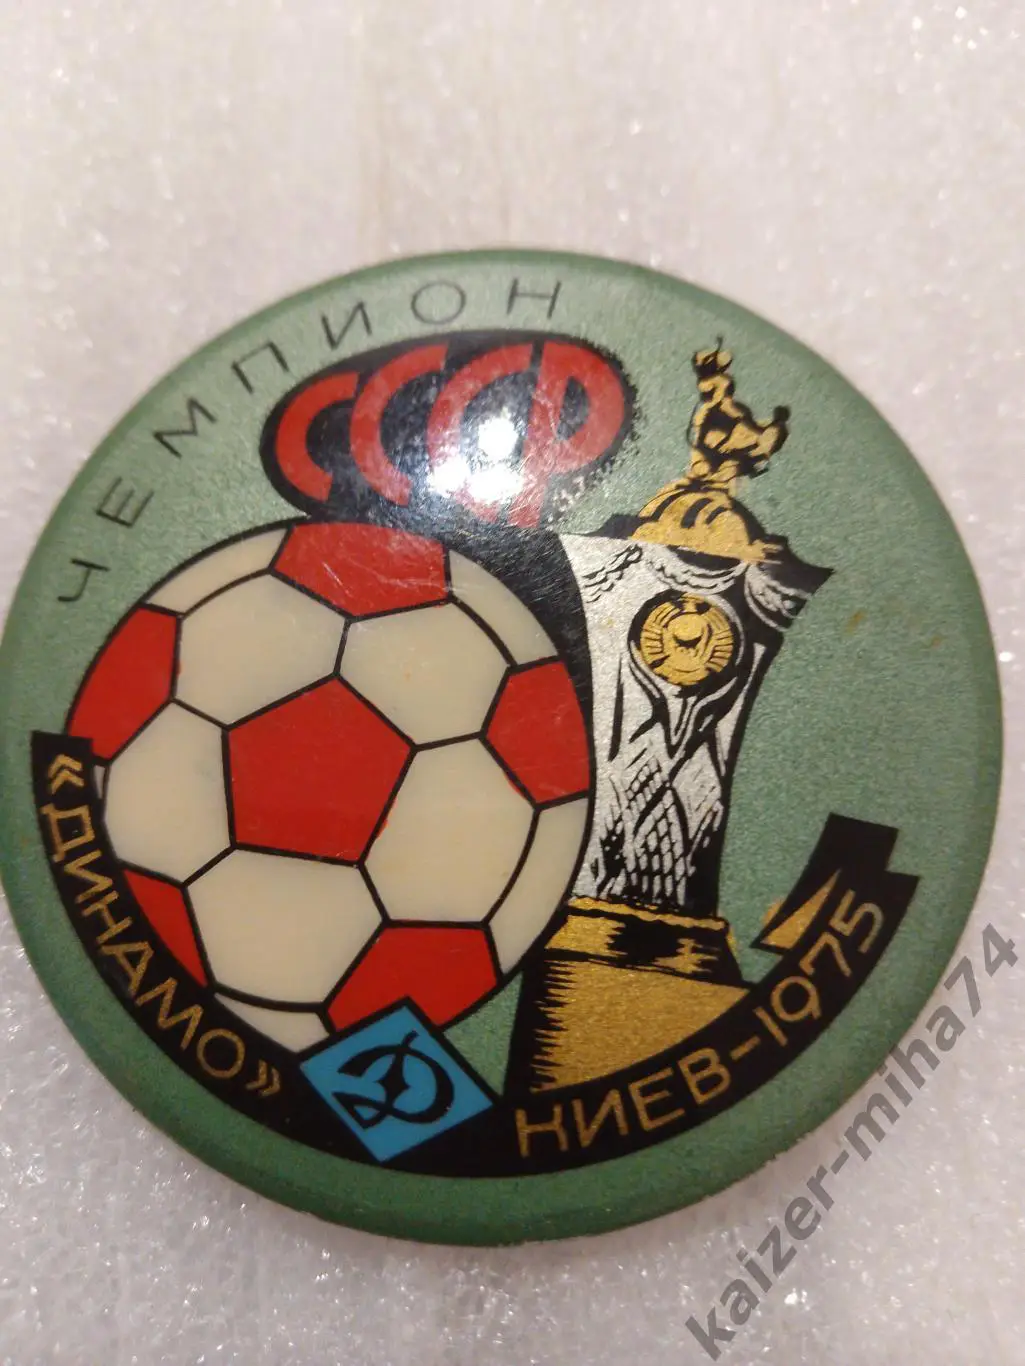 ЧЕМПИОН
СССР
«ДИНАМО»
Д
КИЕВ-1975
kaizer-miha74